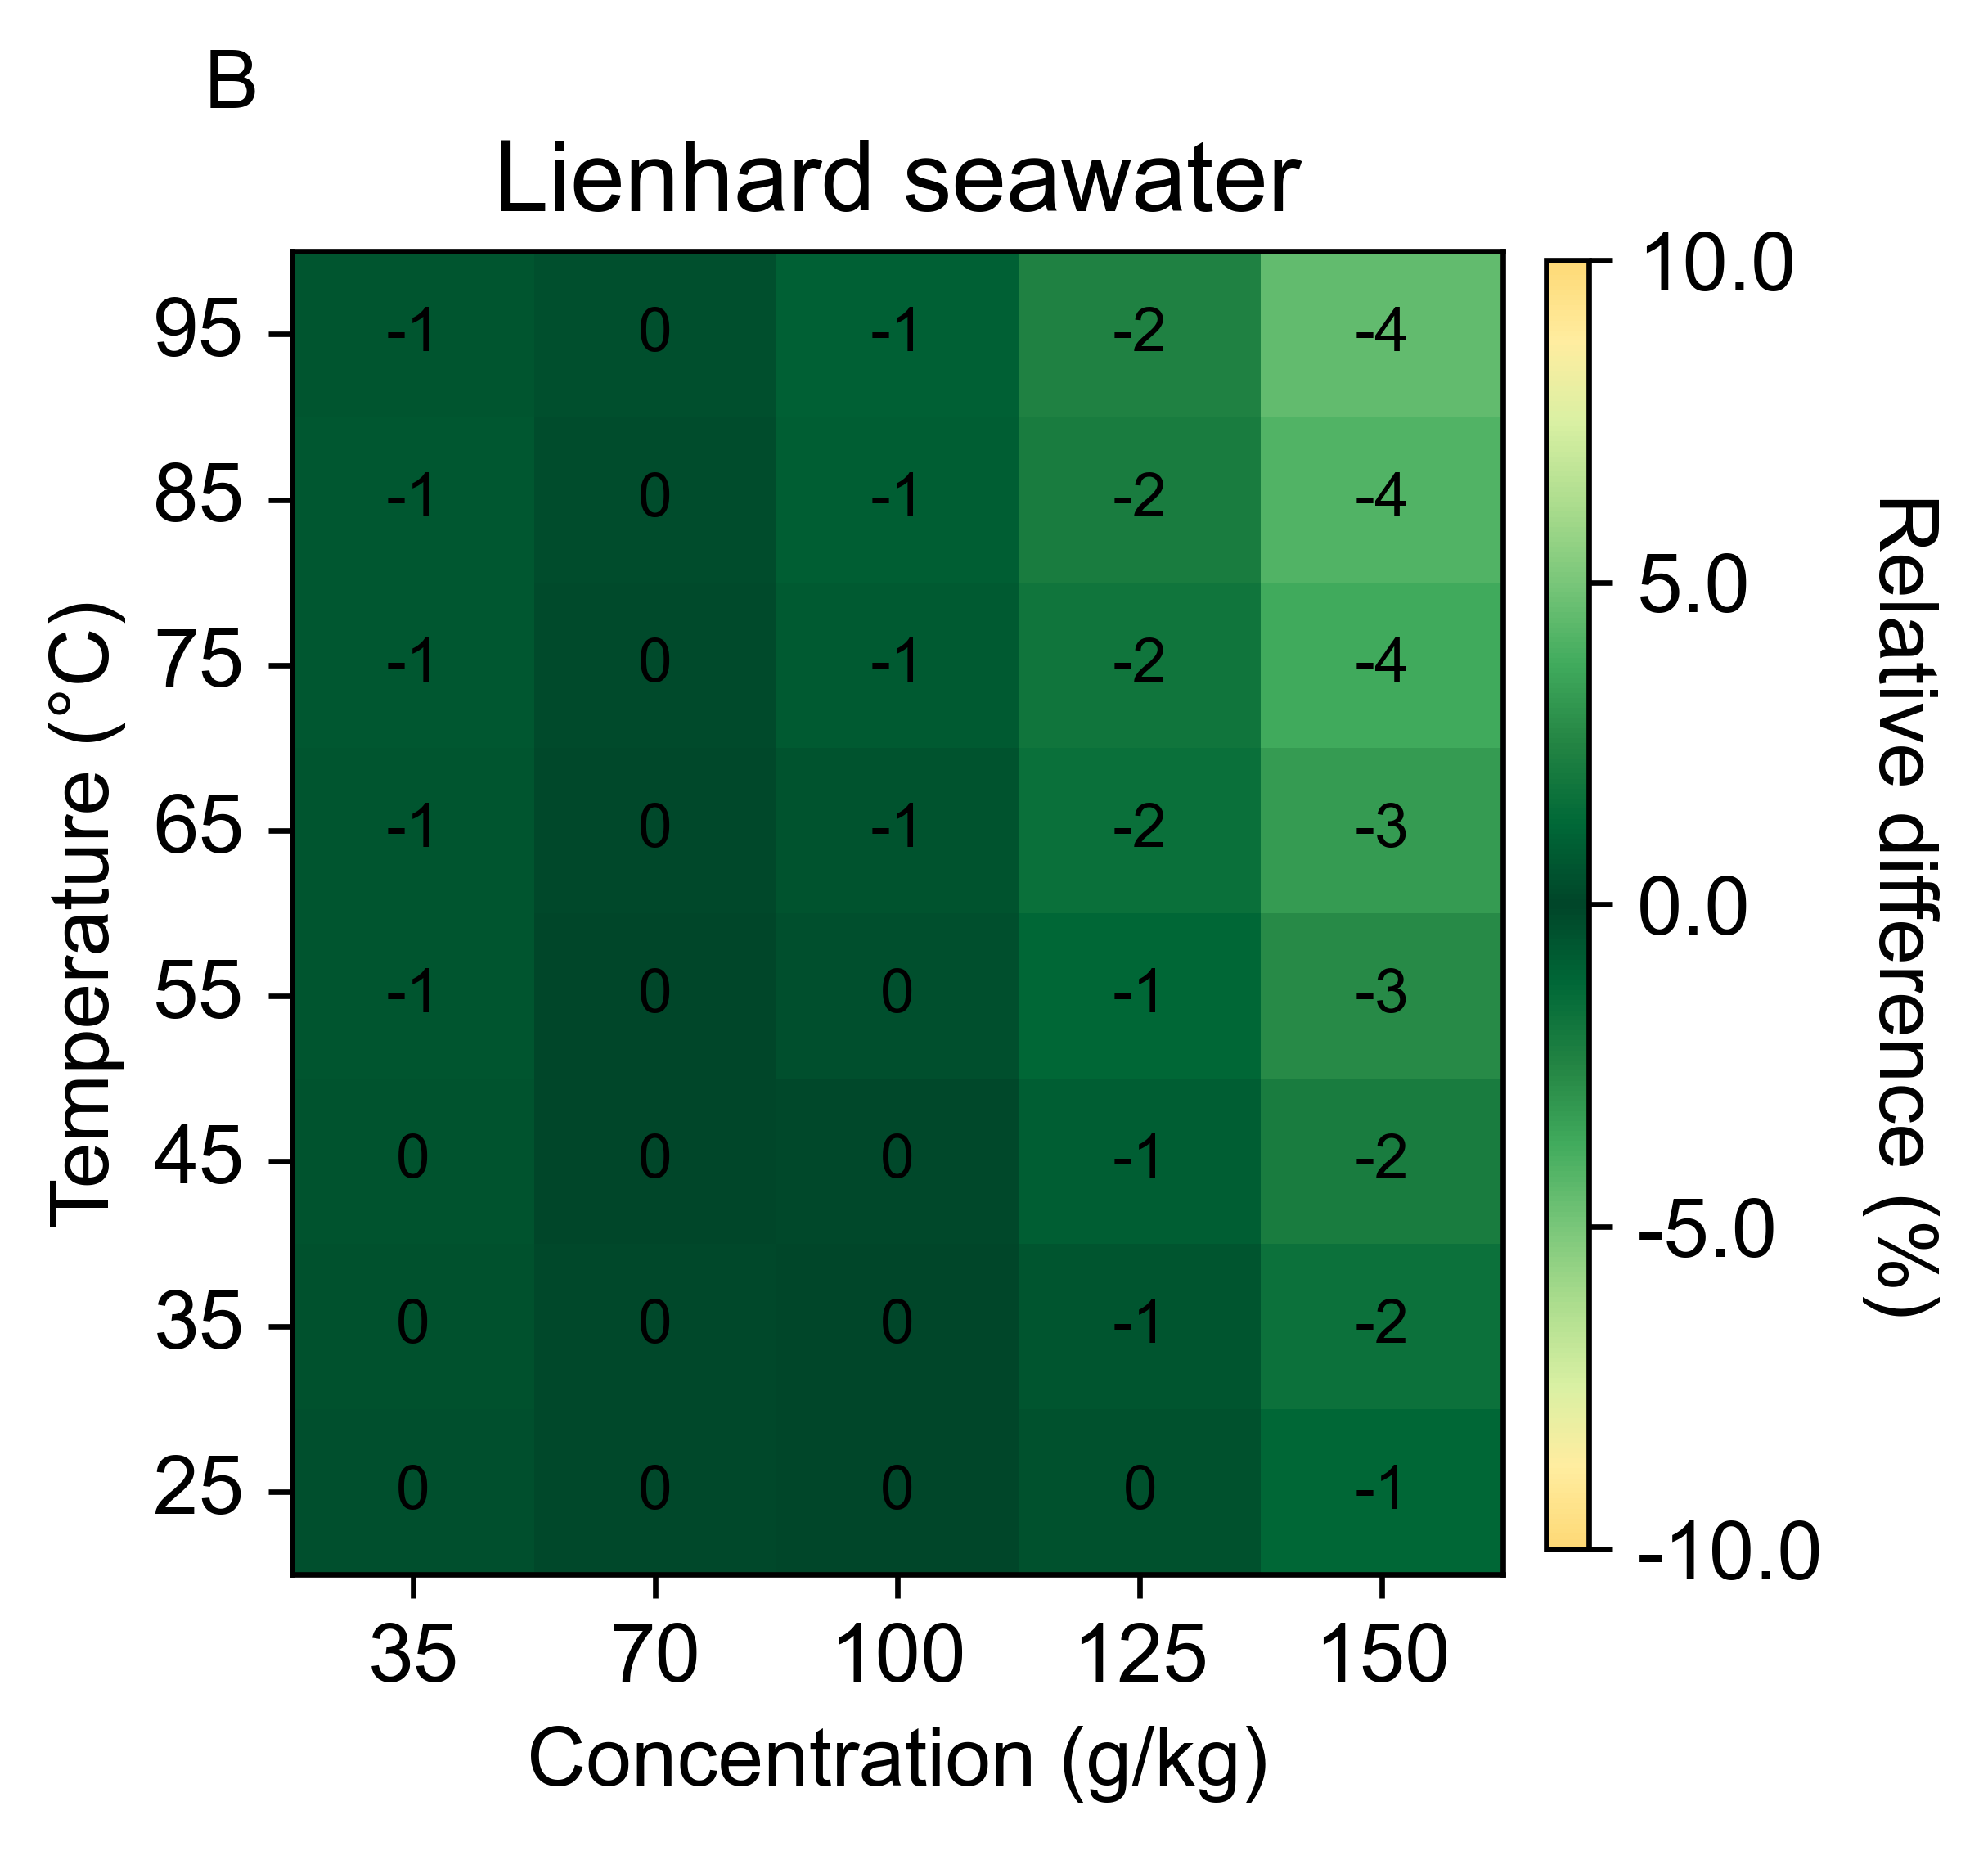 B
Lienhard seawater
95 -1 0 -1 -2 -4
85 -1 0 -1 -2 -4
75 -1 0 -1 -2 -4
65 -1 0 -1 -2 -3
55 -1 0 0 -1 -3
45 0 0 0 -1 -2
35 0 0 0 -1 -2
25 0 0 0 0 -1
35 70 100 125 150
Concentration (g/kg)
Temperature (°C)
10.0
5.0
0.0
-5.0
-10.0
Relative difference (%)